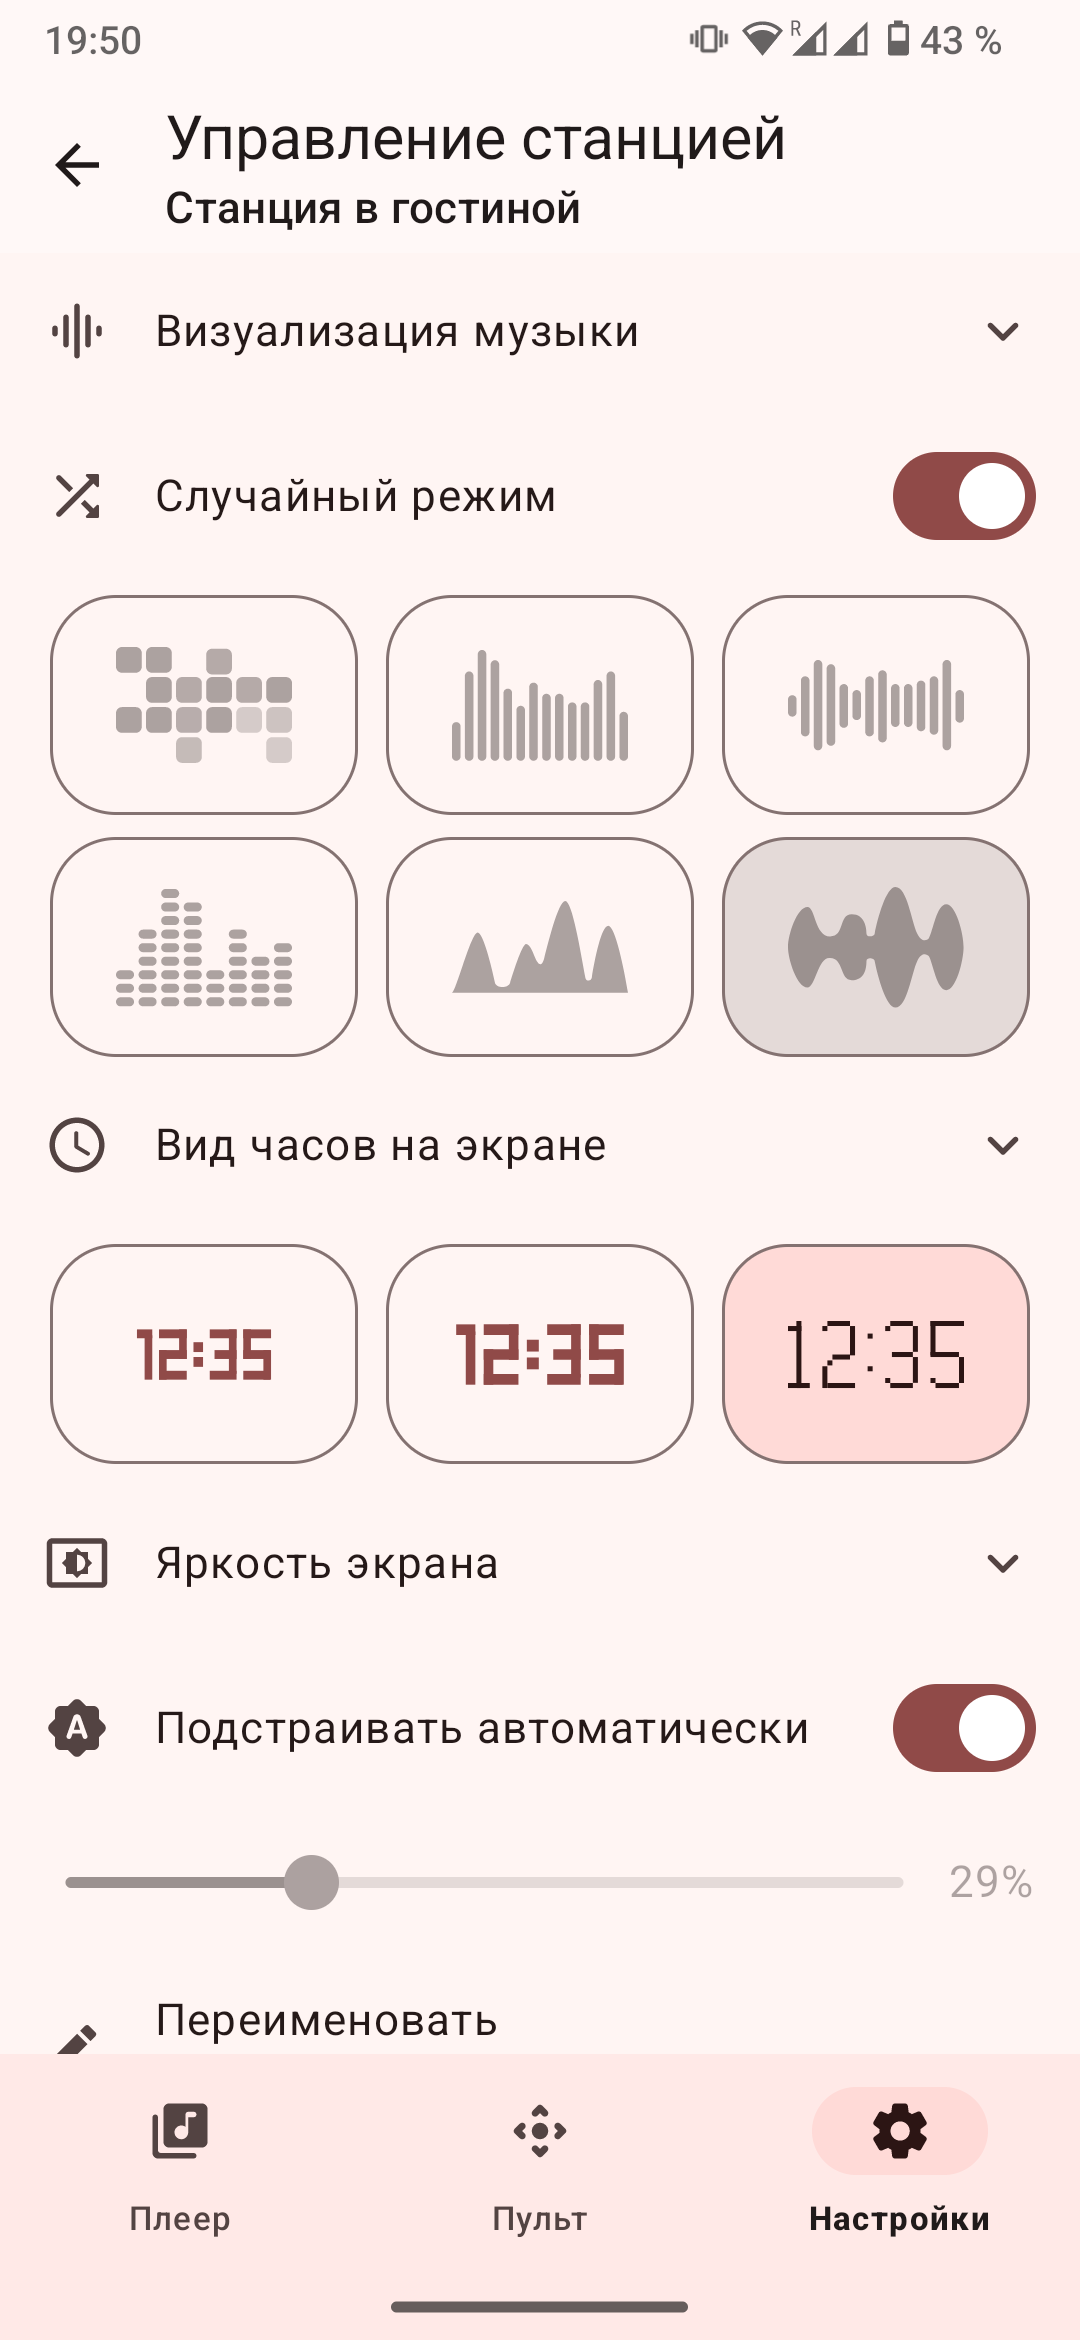 19:50
R
43 %
Управление станцией
Станция в гостиной
Визуализация музыки
Случайный режим
Вид часов на экране
12:35
12:35
12:35
Яркость экрана
A
Подстраивать автоматически
29%
Переименовать
Плеер
Пульт
Настройки